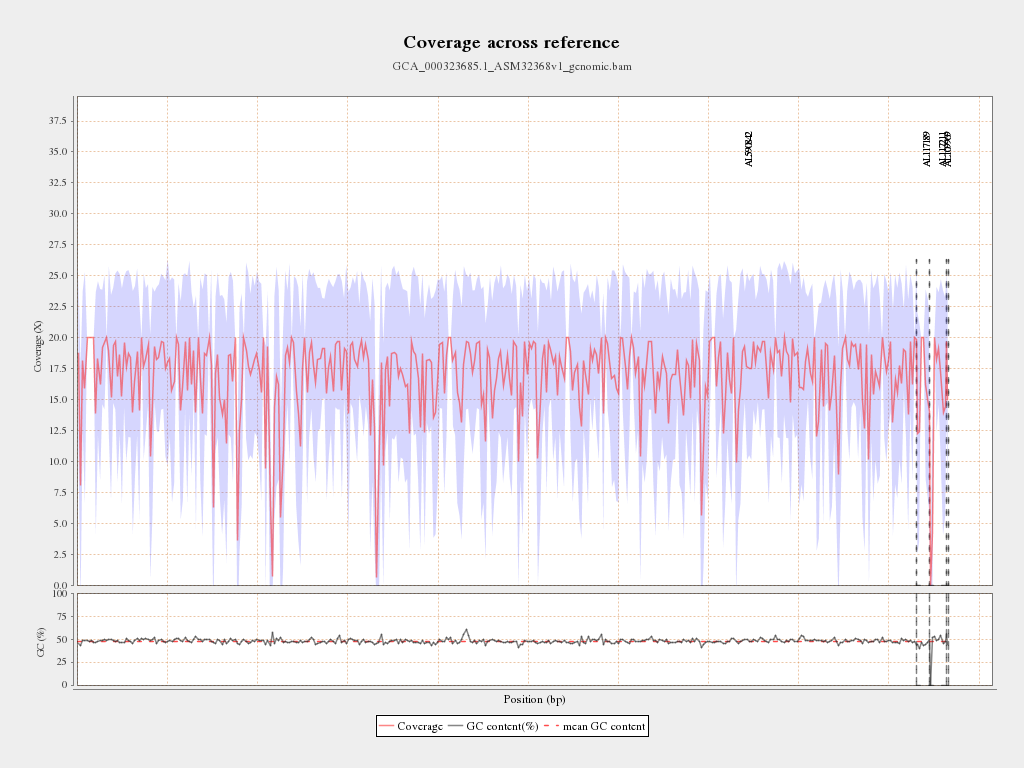 Coverage across reference
GCA_000323685.1_ASM32368v1_genomic.bam
37.5
35.0
32.5
30.0
27.5
25.0
22.5
20.0
17.5
15.0
12.5
10.0
7.5
5.0
2.5
0.0
Coverage (X)
AL590842
AL117189
AL117211
AL109969
100
75
50
25
0
GC (%)
Position (bp)
Coverage GC content(%) mean GC content